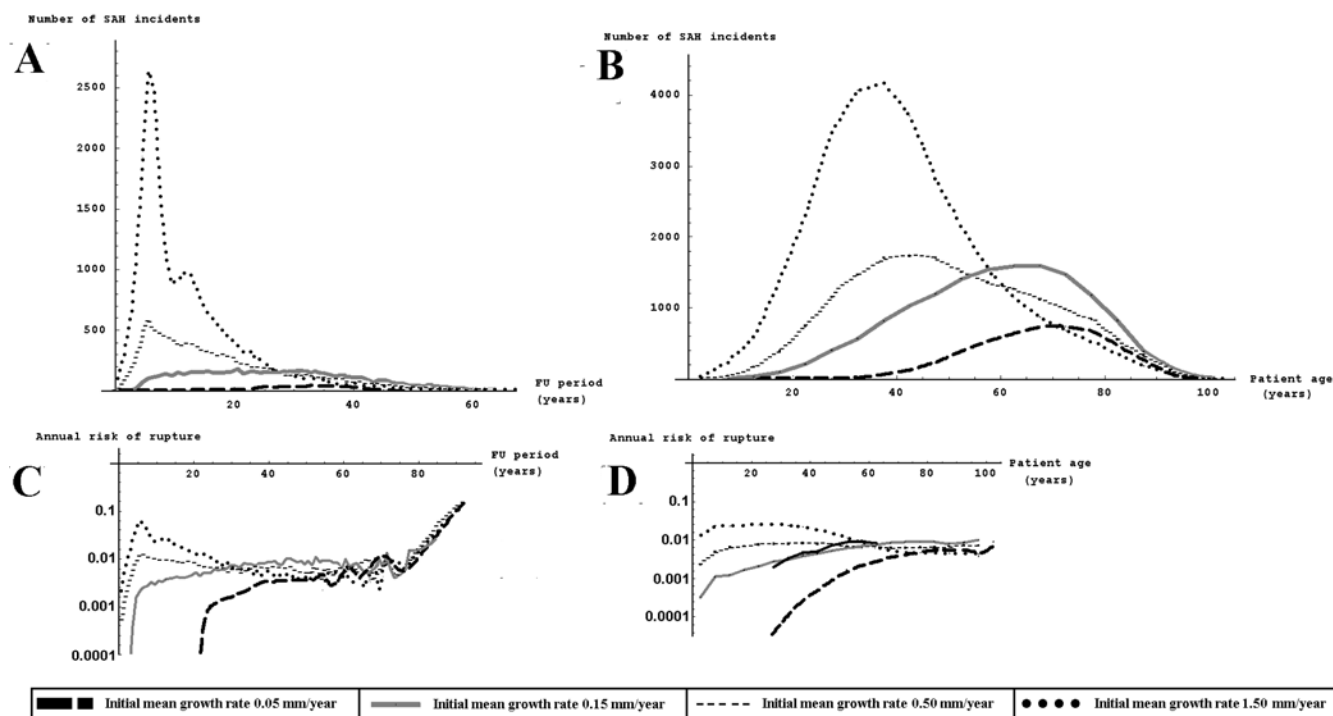 Number of SAH incidents
A
2500
2000
1500
1000
500
20
40
60
FU period
(years)
Number of SAH incidents
B
4000
3000
2000
1000
20
40
60
80
100
Patient age
(years)
Annual risk of rupture
C
20
40
60
80
FU period
(years)
0.1
0.01
0.001
0.0001
Annual risk of rupture
D
20
40
60
80
100
Patient age
(years)
0.1
0.01
0.001
0.0001
Initial mean growth rate 0.05 mm/year
Initial mean growth rate 0.15 mm/year
Initial mean growth rate 0.50 mm/year
Initial mean growth rate 1.50 mm/year